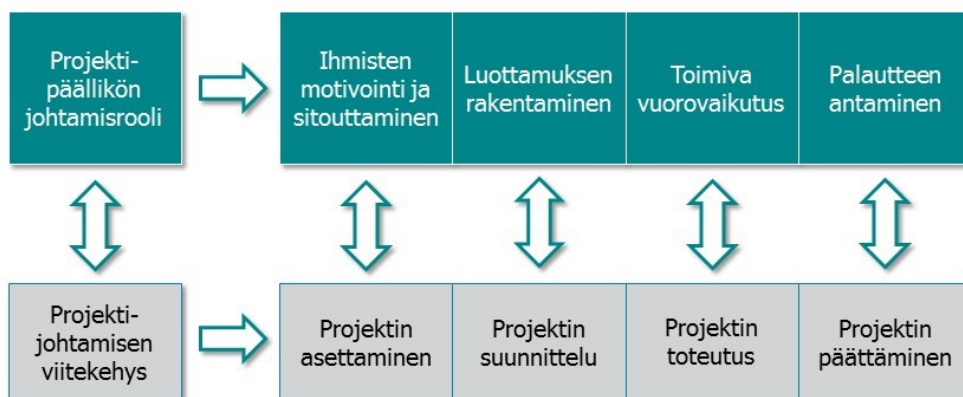 Projekti-
päällikön
johtamisrooli
Ihmisten
motivointi ja
sitouttaminen
Luottamuksen
rakentaminen
Toimiva
vuorovaikutus
Palautteen
antaminen
Projekti-
johtamisen
viitekehys
Projektin
asettaminen
Projektin
suunnittelu
Projektin
toteutus
Projektin
päättäminen